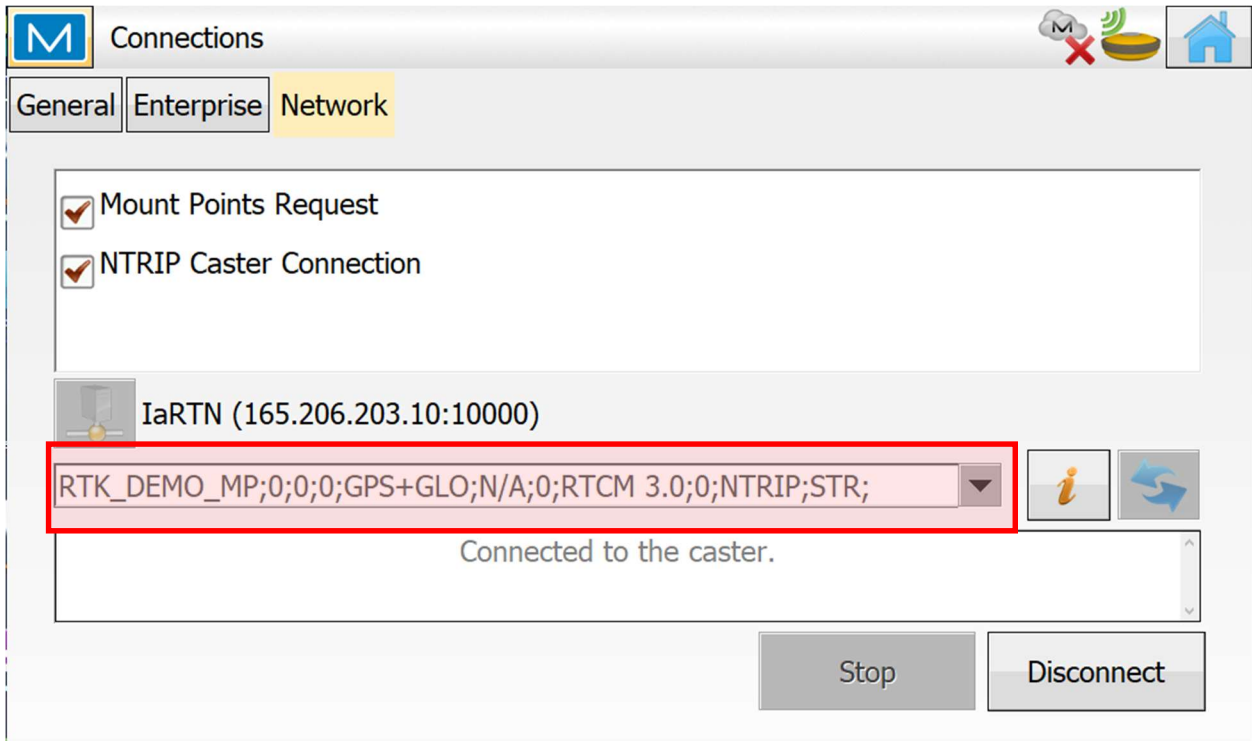 M Connections
M
General Enterprise Network
Mount Points Request
NTRIP Caster Connection
IaRTN (165.206.203.10:10000)
RTK_DEMO_MP;0;0;0;GPS+GLO;N/A;0;RTCM 3.0;0;NTRIP;STR;
i
Connected to the caster.
Stop Disconnect